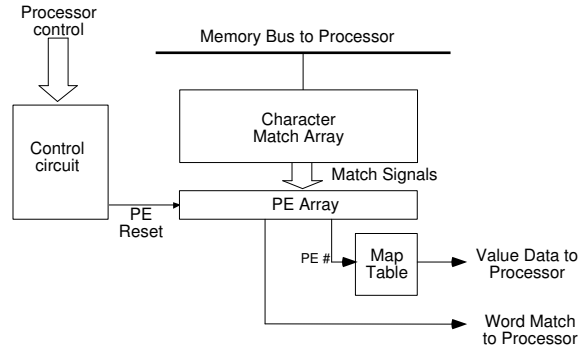 Processor
control
Memory Bus to Processor
Character
Match Array
Control
circuit
Match Signals
PE Array
PE
Reset
PE #
Map
Table
Value Data to
Processor
Word Match
to Processor